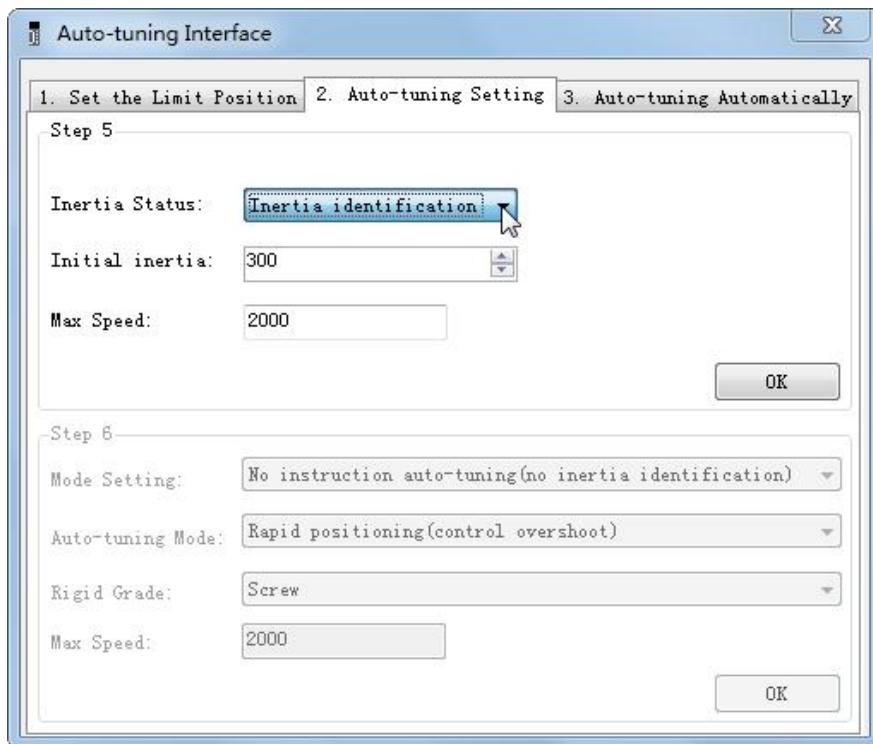 Auto-tuning Interface
1. Set the Limit Position 2. Auto-tuning Setting 3. Auto-tuning Automatically
Step 5
Inertia Status: Inertia identification
Initial inertia: 300
Max Speed: 2000
OK
Step 6
Mode Setting: No instruction auto-tuning(no inertia identification)
Auto-tuning Mode: Rapid positioning(control overshoot)
Rigid Grade: Screw
Max Speed: 2000
OK